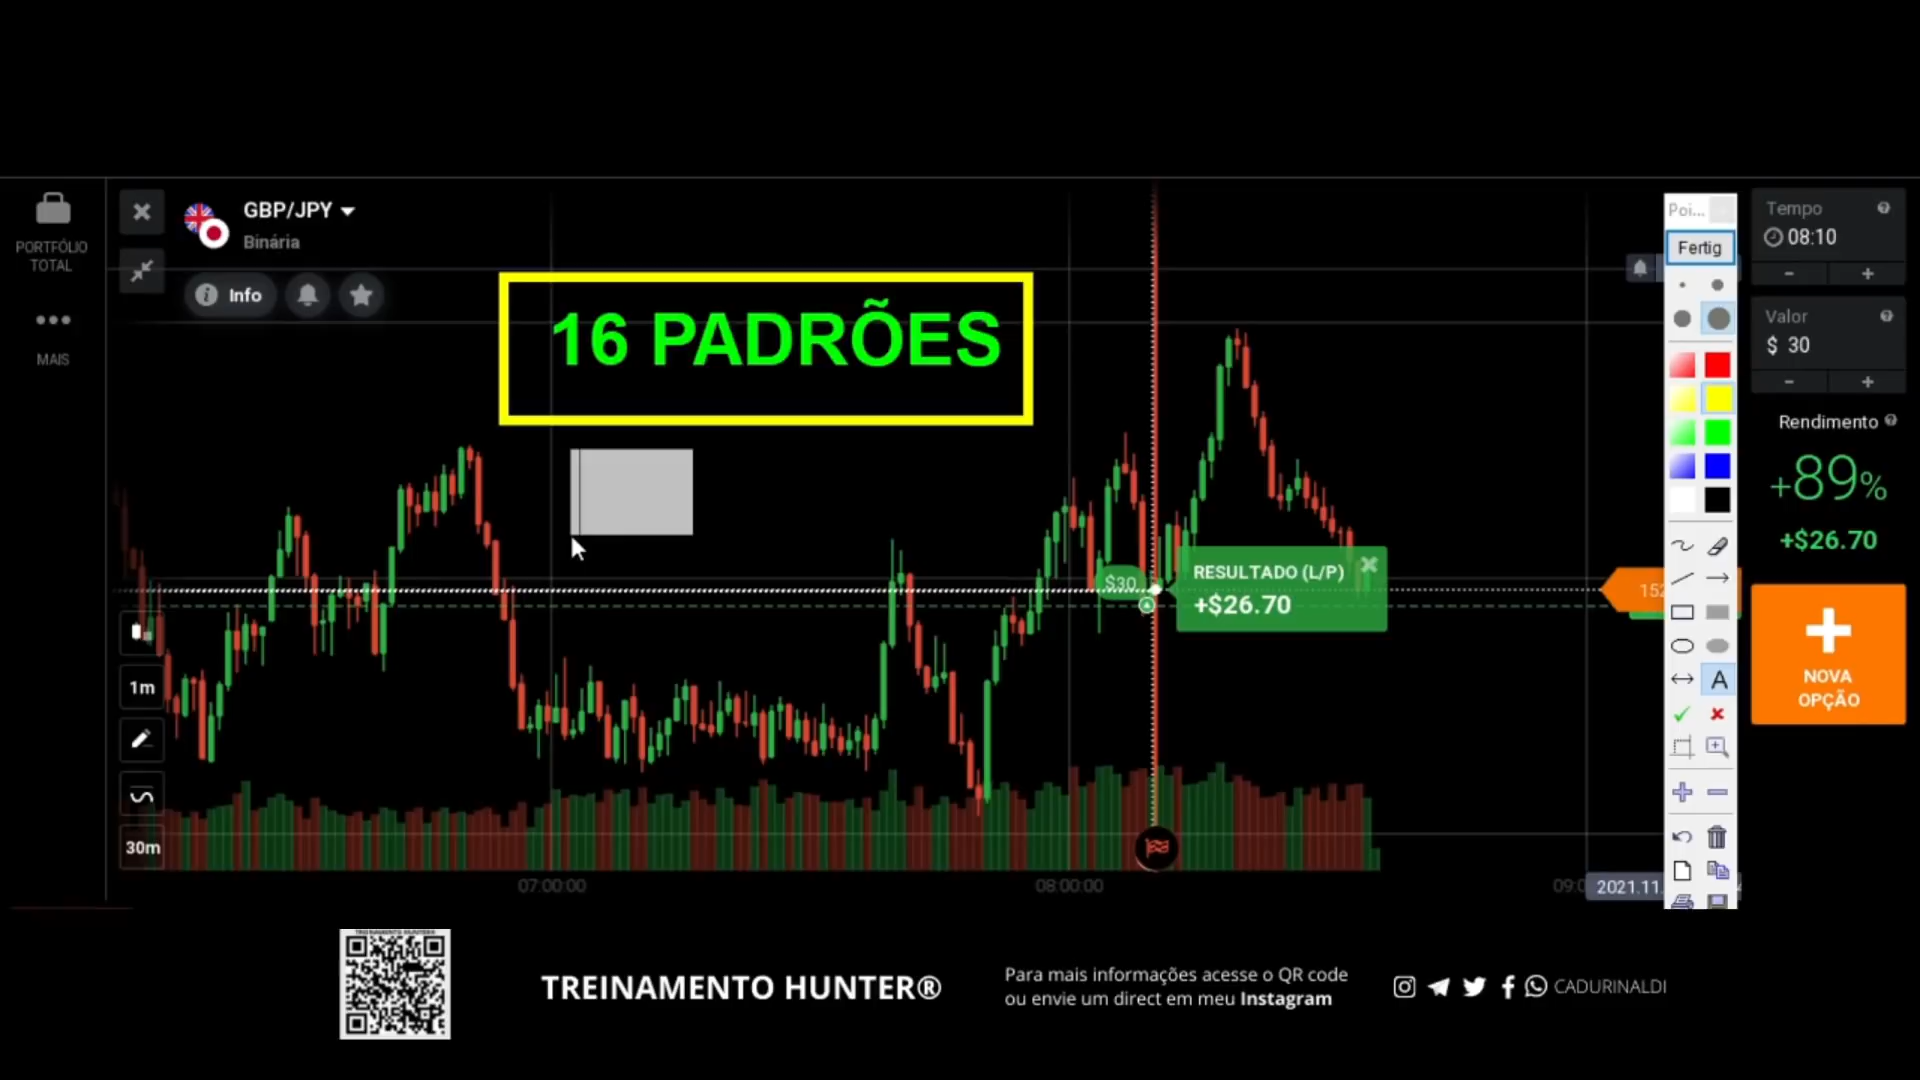 PORTFÓLIO
TOTAL
MAIS
GBP/JPY
Binária
Info
16 PADRÕES
1m
30m
$30
RESULTADO (L/P)
+$26.70
07:00:00
08:00:00
2021.11.
Poi...
Fertig
A
Tempo
08:10
Valor
$ 30
Rendimento
+89%
+$26.70
NOVA
OPÇÃO
TREINAMENTO HUNTER®
Para mais informações acesse o QR code
ou envie um direct em meu Instagram
CADURINALDI